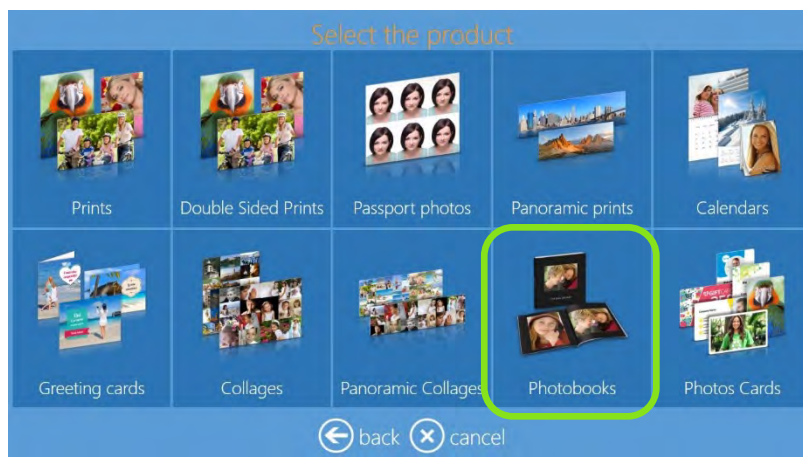 Select the product
Prints
Double Sided Prints
Passport photos
Panoramic prints
Calendars
Greeting cards
Collages
Panoramic Collages
Photobooks
Photos Cards
back
cancel